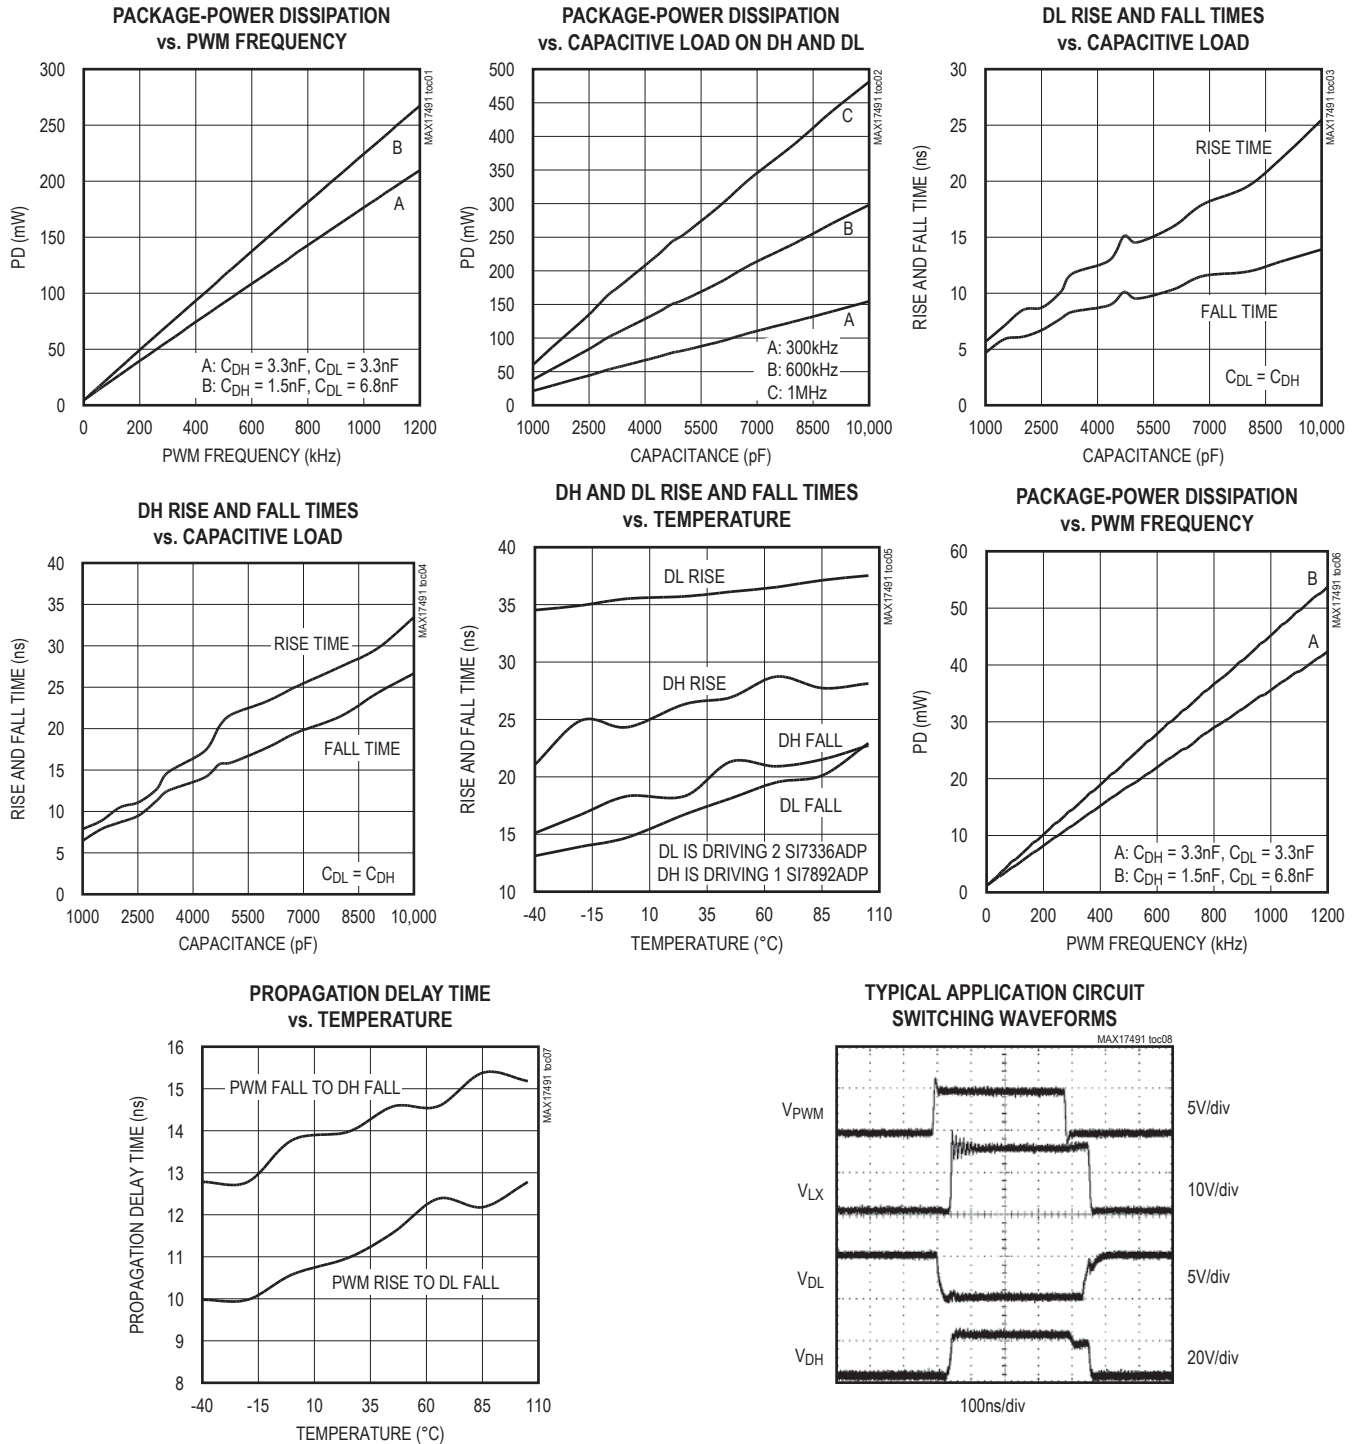 PACKAGE-POWER DISSIPATION
vs. PWM FREQUENCY
300
250
200
150
100
50
0
PD (mW)
B
A
A: CDH = 3.3nF, CDL = 3.3nF
B: CDH = 1.5nF, CDL = 6.8nF
0 200 400 600 800 1000 1200
PWM FREQUENCY (kHz)
MAX17491 toc01
PACKAGE-POWER DISSIPATION
vs. CAPACITIVE LOAD ON DH AND DL
500
450
400
350
300
250
200
150
100
50
0
PD (mW)
C
B
A
A: 300kHz
B: 600kHz
C: 1MHz
1000 2500 4000 5500 7000 8500 10,000
CAPACITANCE (pF)
MAX17491 toc02
DL RISE AND FALL TIMES
vs. CAPACITIVE LOAD
30
25
20
15
10
5
0
RISE AND FALL TIME (ns)
RISE TIME
FALL TIME
CDL = CDH
1000 2500 4000 5500 7000 8500 10,000
CAPACITANCE (pF)
MAX17491 toc03
DH RISE AND FALL TIMES
vs. CAPACITIVE LOAD
40
35
30
25
20
15
10
5
0
RISE AND FALL TIME (ns)
RISE TIME
FALL TIME
CDL = CDH
1000 2500 4000 5500 7000 8500 10,000
CAPACITANCE (pF)
MAX17491 toc04
DH AND DL RISE AND FALL TIMES
vs. TEMPERATURE
40
35
30
25
20
15
10
RISE AND FALL TIME (ns)
DL RISE
DH RISE
DH FALL
DL FALL
DL IS DRIVING 2 SI7336ADP
DH IS DRIVING 1 SI7892ADP
-40 -15 10 35 60 85 110
TEMPERATURE (°C)
MAX17491 toc05
PACKAGE-POWER DISSIPATION
vs. PWM FREQUENCY
60
50
40
30
20
10
0
PD (mW)
B
A
A: CDH = 3.3nF, CDL = 3.3nF
B: CDH = 1.5nF, CDL = 6.8nF
0 200 400 600 800 1000 1200
PWM FREQUENCY (kHz)
MAX17491 toc06
PROPAGATION DELAY TIME
vs. TEMPERATURE
16
15
14
13
12
11
10
9
8
PROPAGATION DELAY TIME (ns)
PWM FALL TO DH FALL
PWM RISE TO DL FALL
-40 -15 10 35 60 85 110
TEMPERATURE (°C)
MAX17491 toc07
TYPICAL APPLICATION CIRCUIT
SWITCHING WAVEFORMS
MAX17491 toc08
VPWM 5V/div
VLX 10V/div
VDL 5V/div
VDH 20V/div
100ns/div